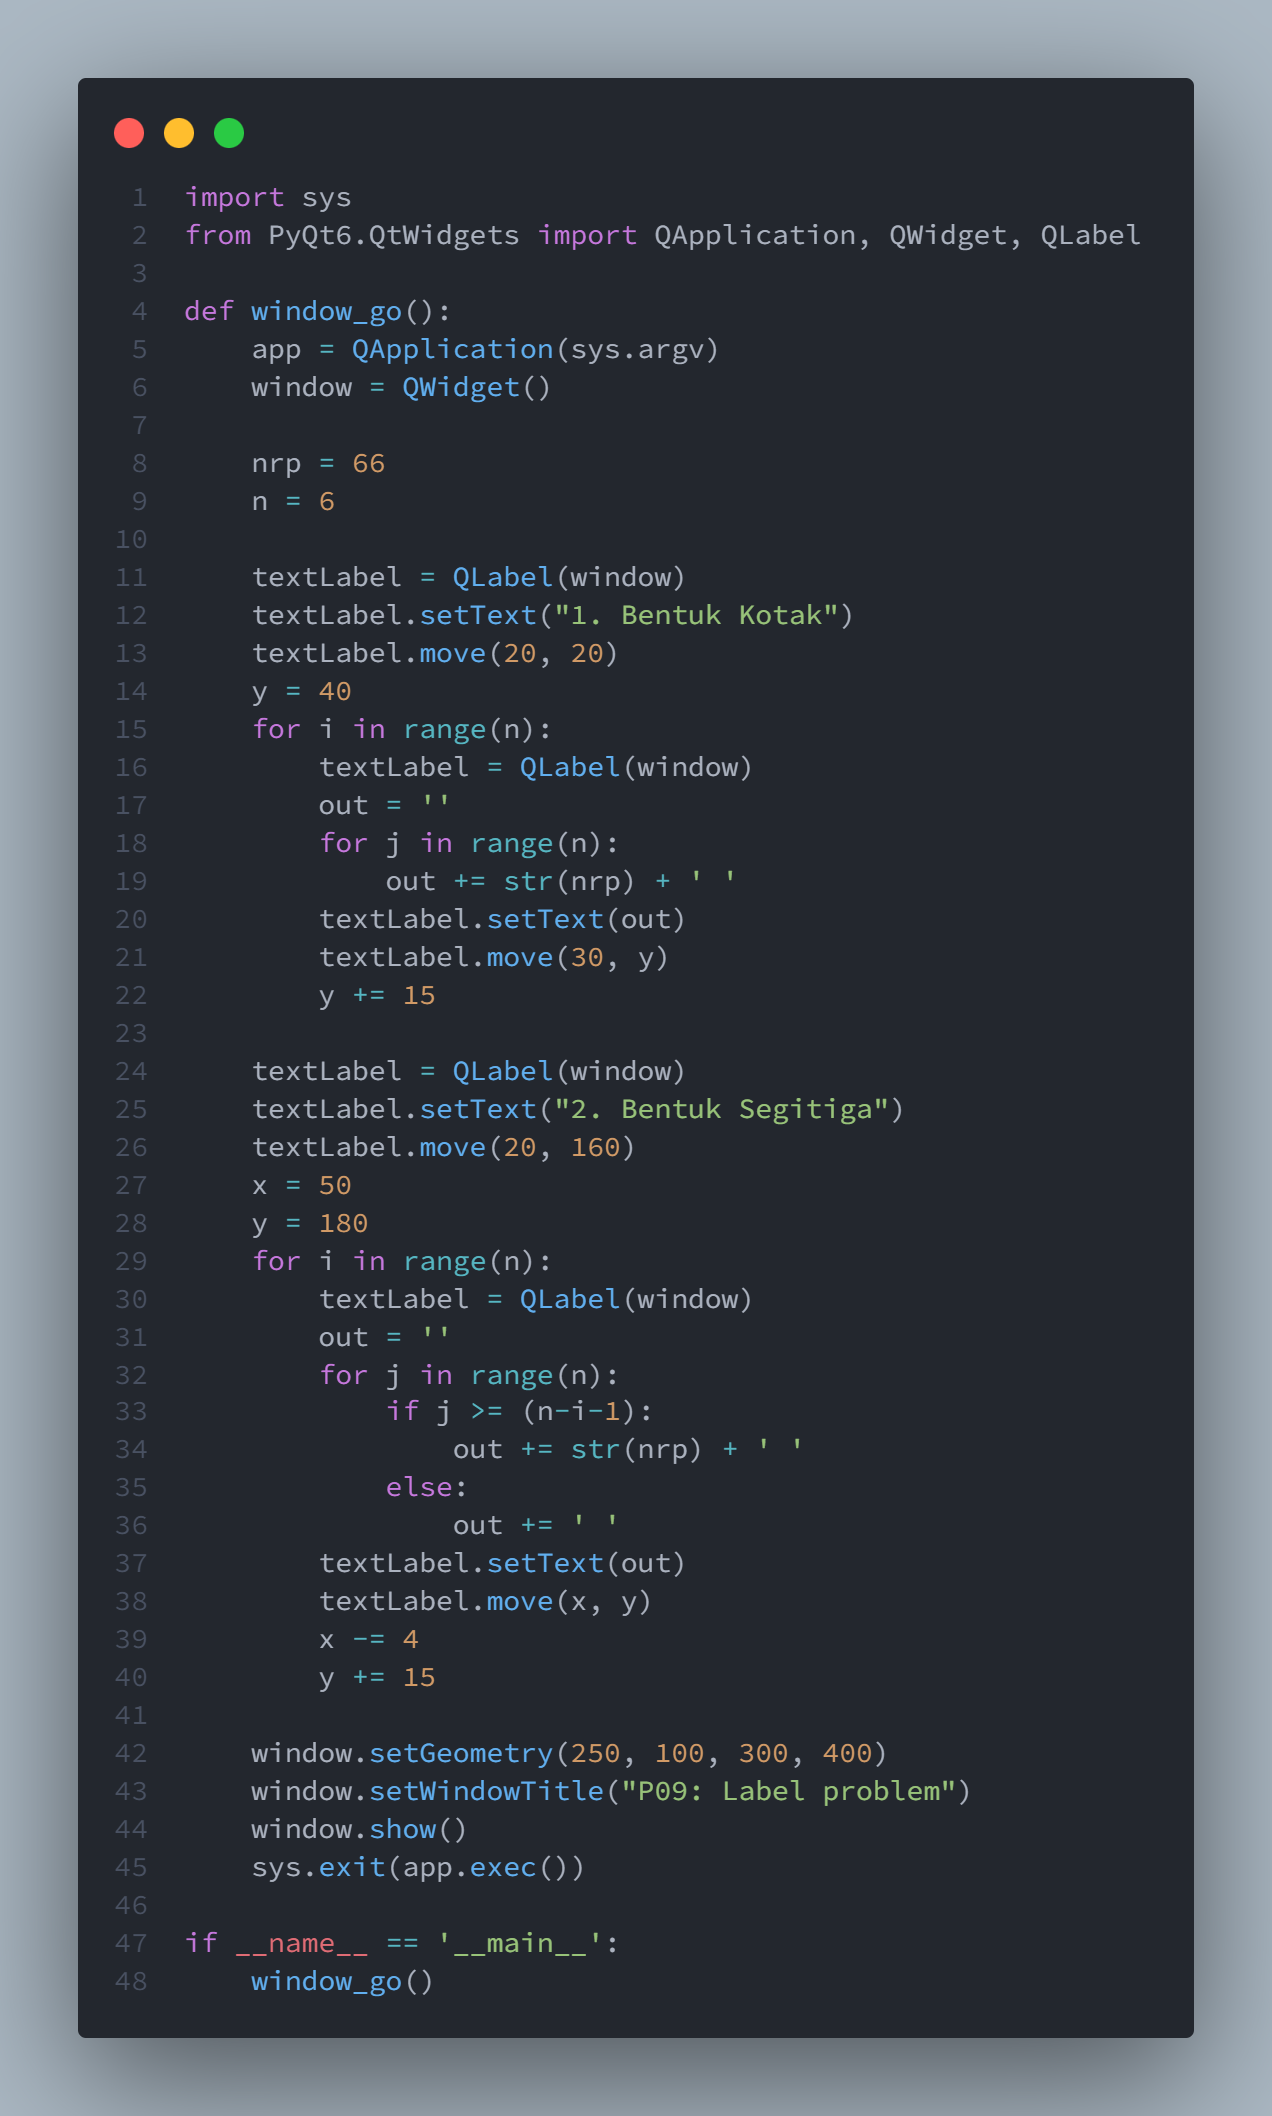 1 import sys
2 from PyQt6.QtWidgets import QApplication, QWidget, QLabel
3
4 def window_go():
5     app = QApplication(sys.argv)
6     window = QWidget()
7
8     nrp = 66
9     n = 6
10
11     textLabel = QLabel(window)
12     textLabel.setText("1. Bentuk Kotak")
13     textLabel.move(20, 20)
14     y = 40
15     for i in range(n):
16         textLabel = QLabel(window)
17         out = ''
18         for j in range(n):
19             out += str(nrp) + ' '
20         textLabel.setText(out)
21         textLabel.move(30, y)
22         y += 15
23
24     textLabel = QLabel(window)
25     textLabel.setText("2. Bentuk Segitiga")
26     textLabel.move(20, 160)
27     x = 50
28     y = 180
29     for i in range(n):
30         textLabel = QLabel(window)
31         out = ''
32         for j in range(n):
33             if j >= (n-i-1):
34                 out += str(nrp) + ' '
35             else:
36                 out += ' '
37         textLabel.setText(out)
38         textLabel.move(x, y)
39         x -= 4
40         y += 15
41
42     window.setGeometry(250, 100, 300, 400)
43     window.setWindowTitle("P09: Label problem")
44     window.show()
45     sys.exit(app.exec())
46
47 if __name__ == '__main__':
48     window_go()